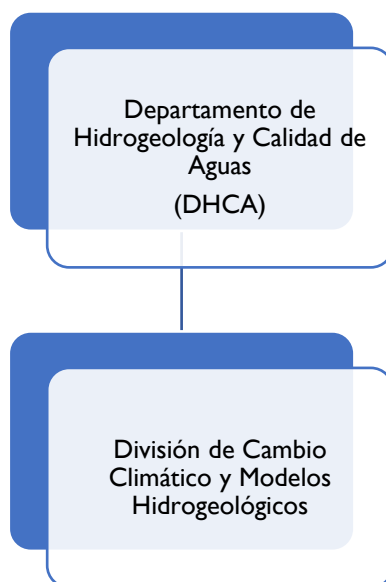 Departamento de
Hidrogeología y Calidad de
Aguas
(DHCA)
División de Cambio
Climático y Modelos
Hidrogeológicos